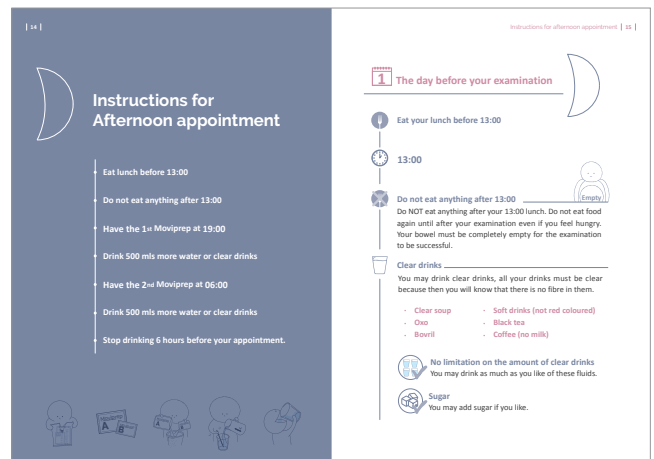 | 14 |
Instructions for
Afternoon appointment
Eat lunch before 13:00
Do not eat anything after 13:00
Have the 1st Moviprep at 19:00
Drink 500 mls more water or clear drinks
Have the 2nd Moviprep at 06:00
Drink 500 mls more water or clear drinks
Stop drinking 6 hours before your appointment.
A
B
A
Instructions for afternoon appointment | 15 |
1 The day before your examination
Eat your lunch before 13:00
13:00
Empty
Do not eat anything after 13:00
Do NOT eat anything after your 13:00 lunch. Do not eat food
again until after your examination even if you feel hungry.
Your bowel must be completely empty for the examination
to be successful.
Clear drinks
You may drink clear drinks, all your drinks must be clear
because then you will know that there is no fibre in them.
- Clear soup
- Oxo
- Bovril
- Soft drinks (not red coloured)
- Black tea
- Coffee (no milk)
No limitation on the amount of clear drinks
You may drink as much as you like of these fluids.
Sugar
You may add sugar if you like.